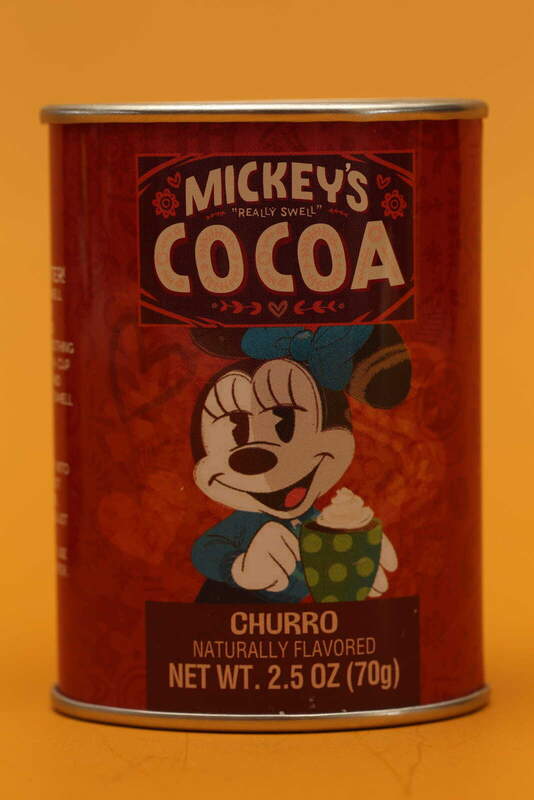 MICKEY'S
"REALLY SWELL"
COCOA
CHURRO
NATURALLY FLAVORED
NET WT. 2.5 OZ (70g)